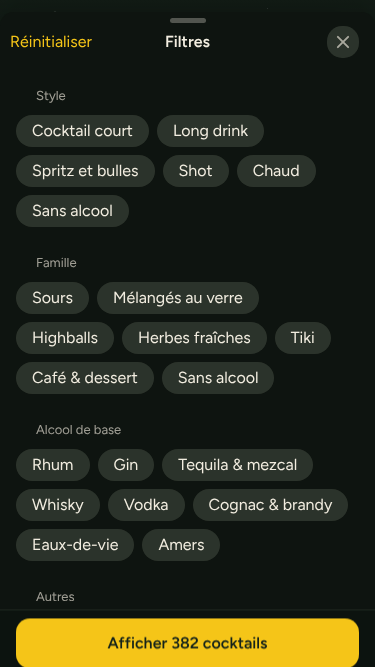 Réinitialiser Filtres
Style
Cocktail court Long drink
Spritz et bulles Shot Chaud
Sans alcool
Famille
Sours Mélangés au verre
Highballs Herbes fraîches Tiki
Café & dessert Sans alcool
Alcool de base
Rhum Gin Tequila & mezcal
Whisky Vodka Cognac & brandy
Eaux-de-vie Amers
Autres
Afficher 382 cocktails